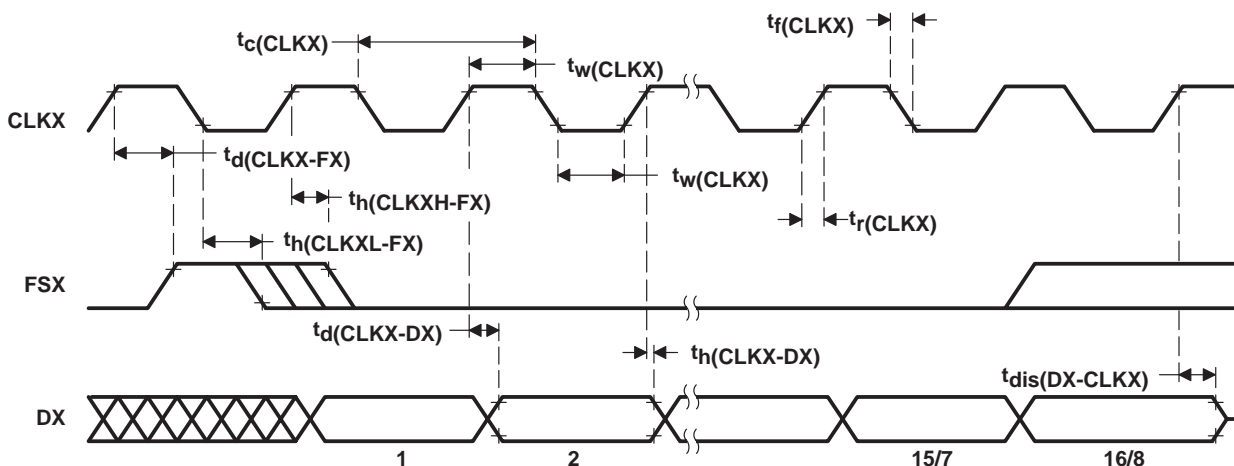 tf(CLKX)
tc(CLKX)
tw(CLKX)
CLKX
td(CLKX-FX)
tw(CLKX)
th(CLKXH-FX)
tr(CLKX)
th(CLKXL-FX)
FSX
td(CLKX-DX)
th(CLKX-DX)
tdis(DX-CLKX)
DX
1 2 15/7 16/8